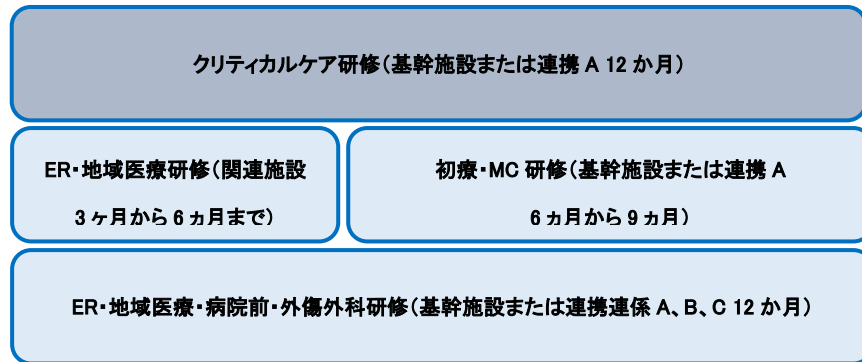 クリティカルケア研修（基幹施設または連携 A 12 か月）
ER・地域医療研修（関連施設
3 ヶ月から 6 ヵ月まで）
初療・MC 研修（基幹施設または連携 A
6 ヵ月から 9 ヵ月）
ER・地域医療・病院前・外傷外科研修（基幹施設または連携連係 A、B、C 12 か月）